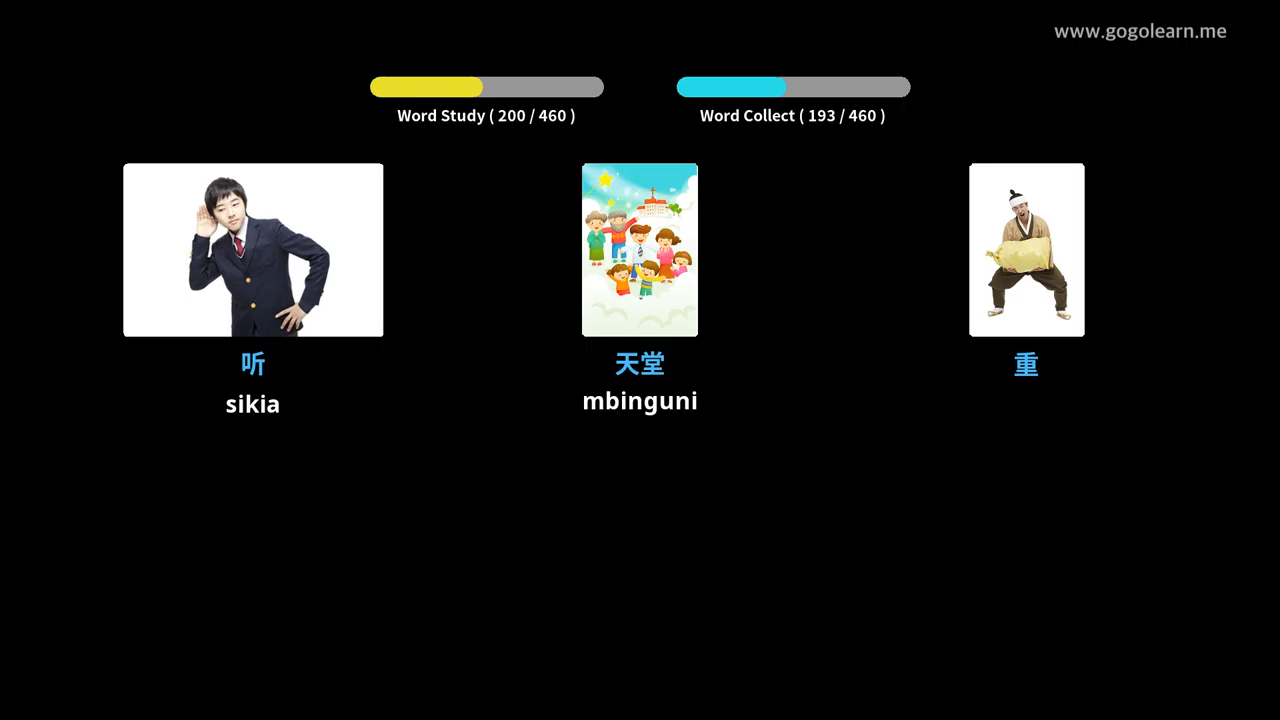 www.gogolearn.me
Word Study ( 200 / 460 )
Word Collect ( 193 / 460 )
听
天堂
重
sikia
mbinguni